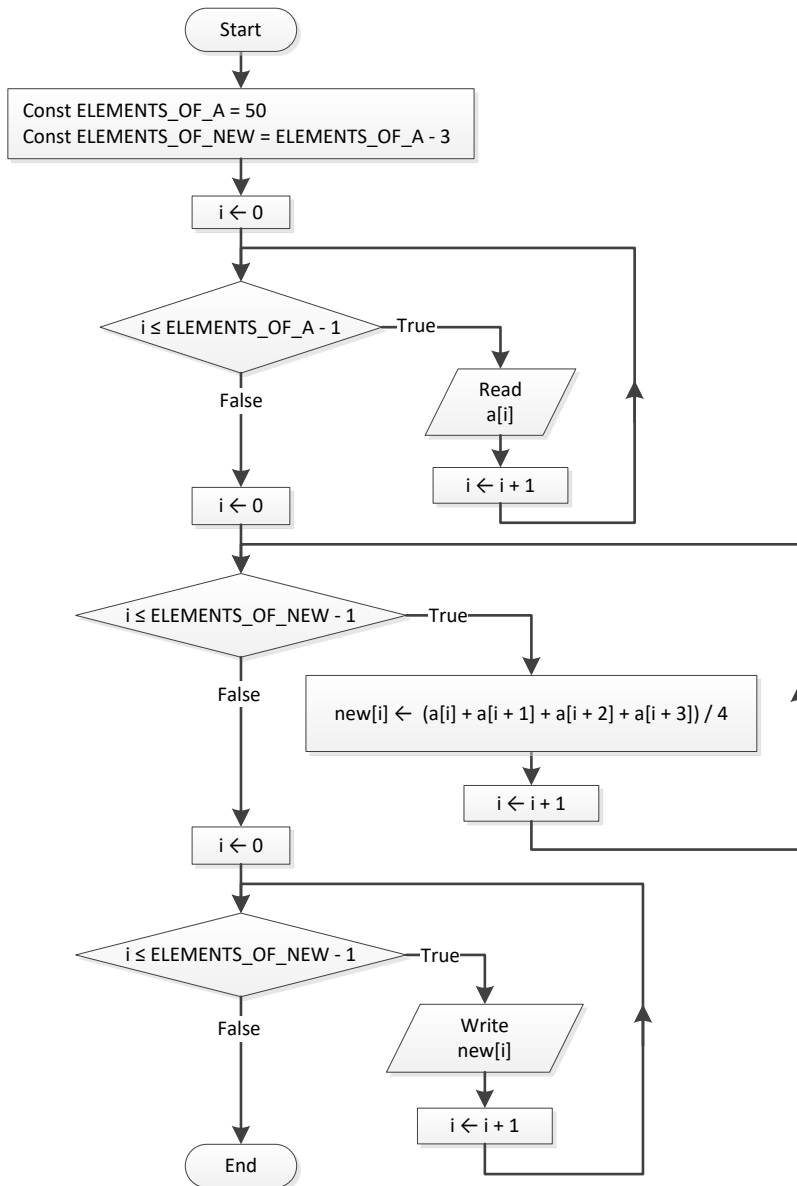 Start
Const ELEMENTS_OF_A = 50
Const ELEMENTS_OF_NEW = ELEMENTS_OF_A - 3
i ← 0
i ≤ ELEMENTS_OF_A - 1
True
Read
a[i]
False
i ← i + 1
i ← 0
i ≤ ELEMENTS_OF_NEW - 1
True
False
new[i] ← (a[i] + a[i + 1] + a[i + 2] + a[i + 3]) / 4
i ← i + 1
i ← 0
i ≤ ELEMENTS_OF_NEW - 1
True
False
Write
new[i]
i ← i + 1
End